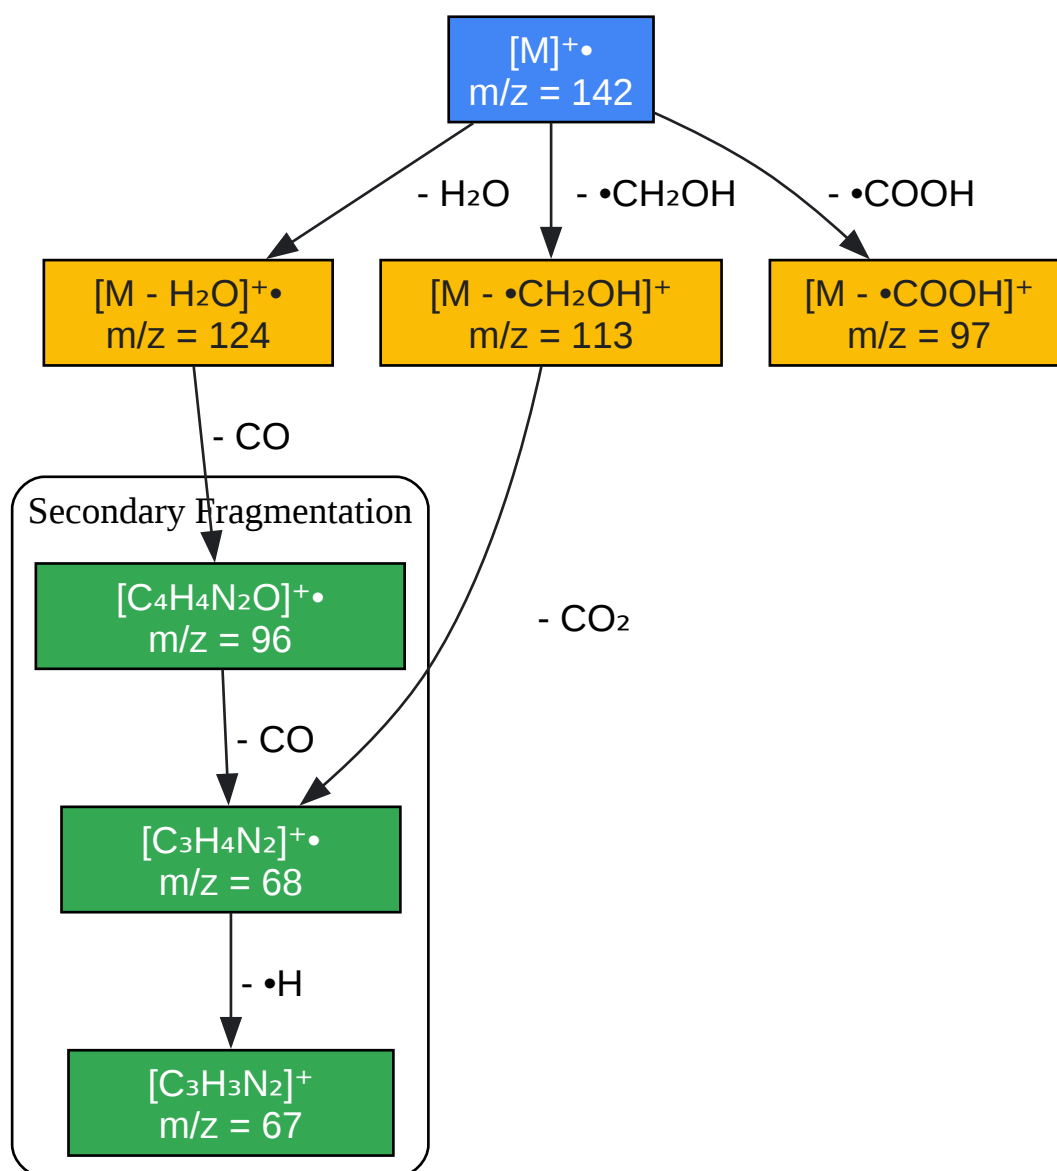 [M]⁺•
m/z = 142
- H₂O
- •CH₂OH
- •COOH
[M - H₂O]⁺•
m/z = 124
[M - •CH₂OH]⁺
m/z = 113
[M - •COOH]⁺
m/z = 97
- CO
Secondary Fragmentation
[C₄H₄N₂O]⁺•
m/z = 96
- CO₂
- CO
[C₃H₄N₂]⁺•
m/z = 68
- •H
[C₃H₃N₂]⁺
m/z = 67